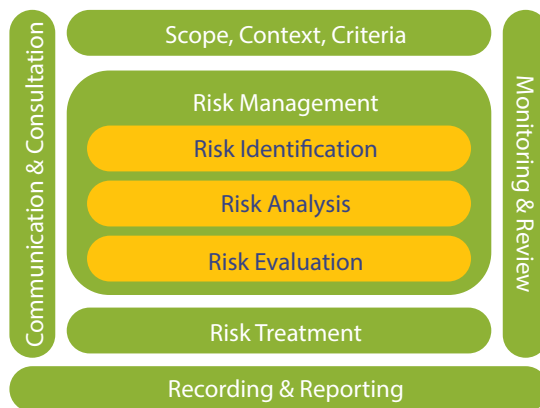 Communication & Consultation
Scope, Context, Criteria
Risk Management
Risk Identification
Risk Analysis
Risk Evaluation
Risk Treatment
Monitoring & Review
Recording & Reporting